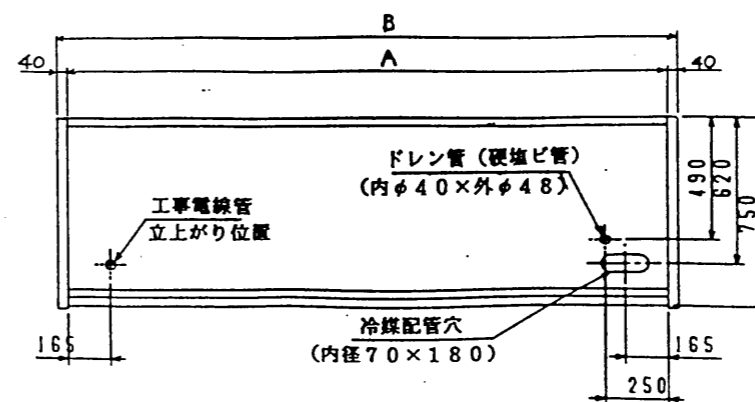 B
A
40
40
ドレン管（硬塩ビ管）
（内φ40×外φ48）
490
620
750
工事電線管
立上がり位置
冷媒配管穴
（内径70×180）
165
165
250